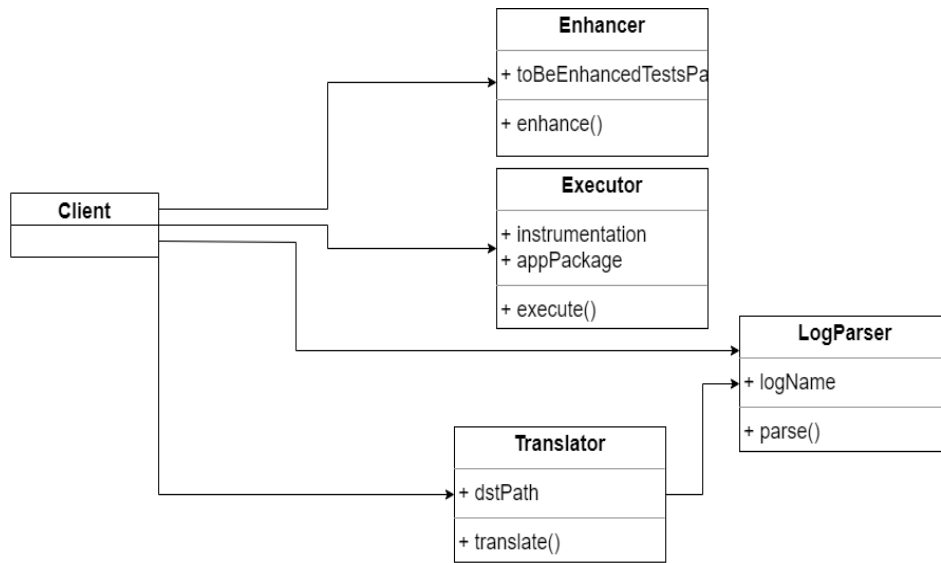 Enhancer
+ toBeEnhancedTestsPa
+ enhance()
Executor
+ instrumentation
+ appPackage
+ execute()
Client
LogParser
+ logName
+ parse()
Translator
+ dstPath
+ translate()